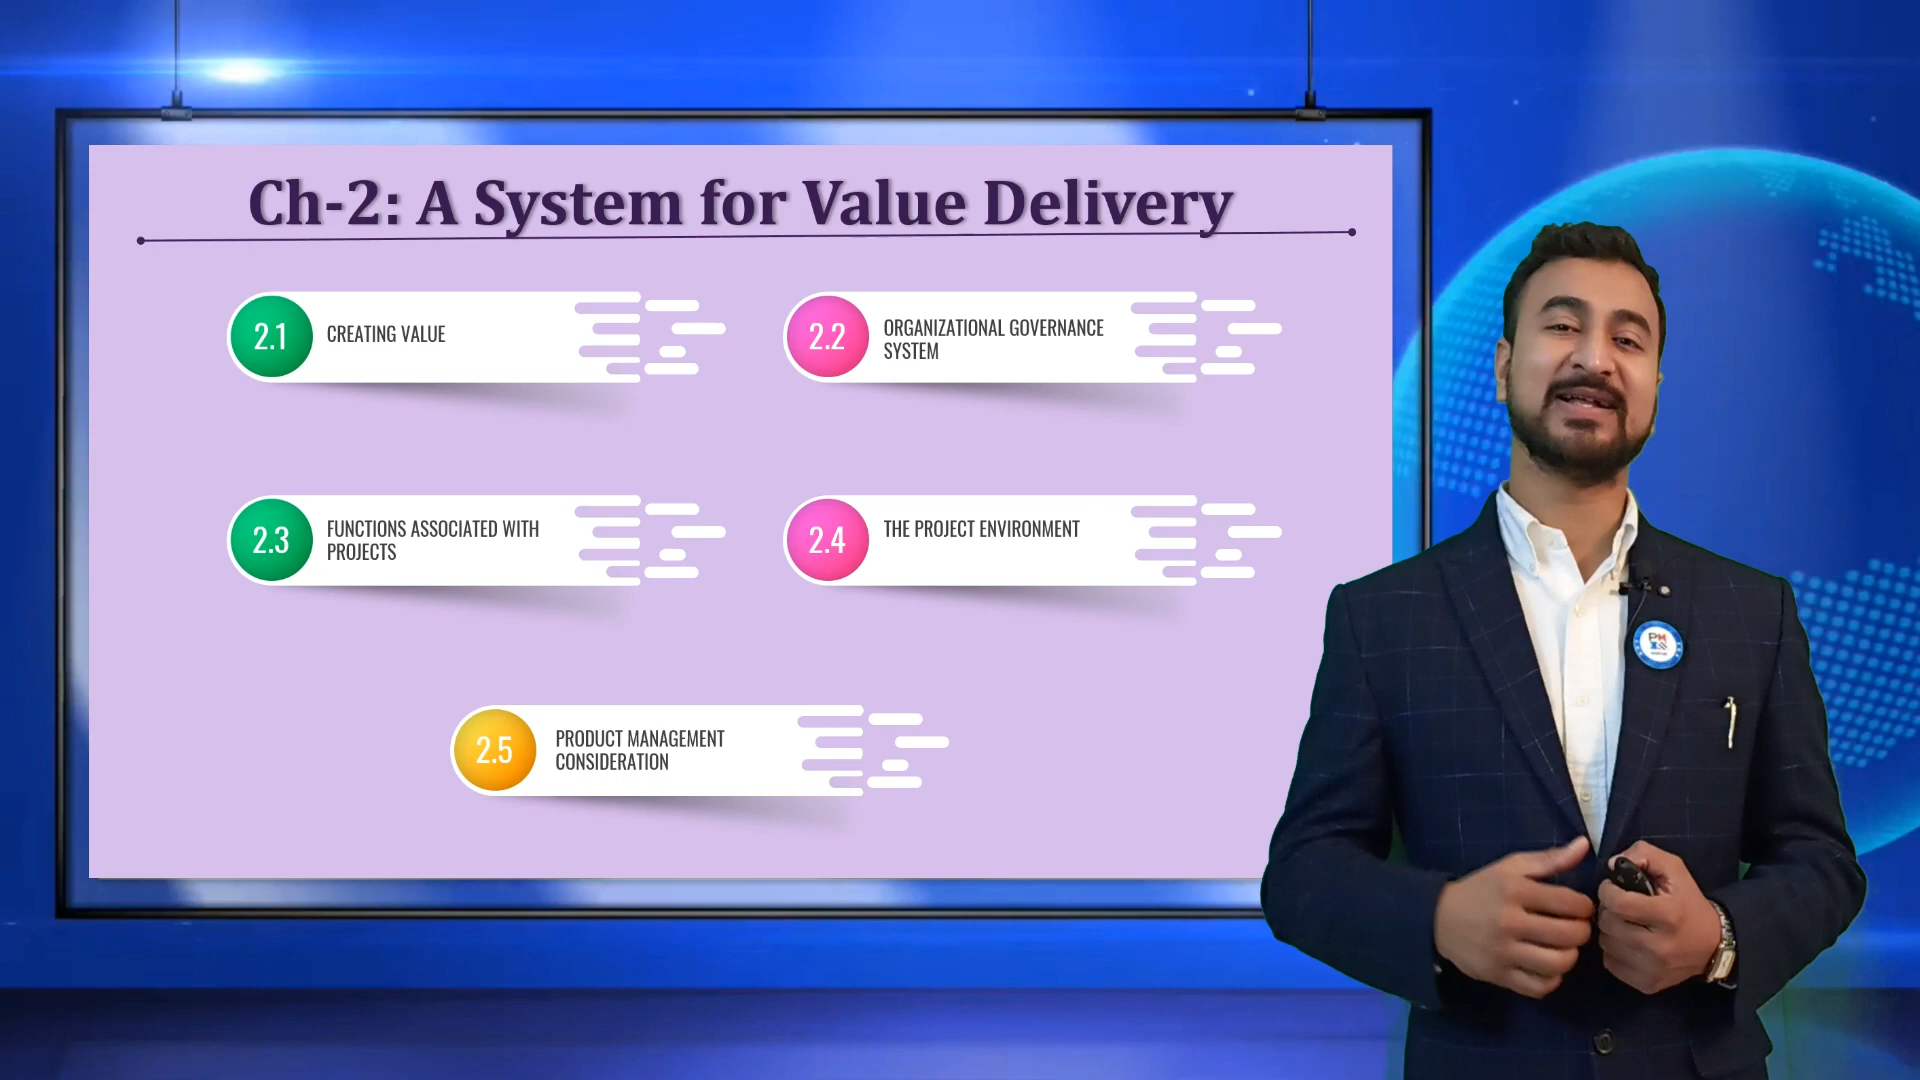 Ch-2: A System for Value Delivery
2.1
CREATING VALUE
2.2
ORGANIZATIONAL GOVERNANCE
SYSTEM
2.3
FUNCTIONS ASSOCIATED WITH
PROJECTS
2.4
THE PROJECT ENVIRONMENT
2.5
PRODUCT MANAGEMENT
CONSIDERATION